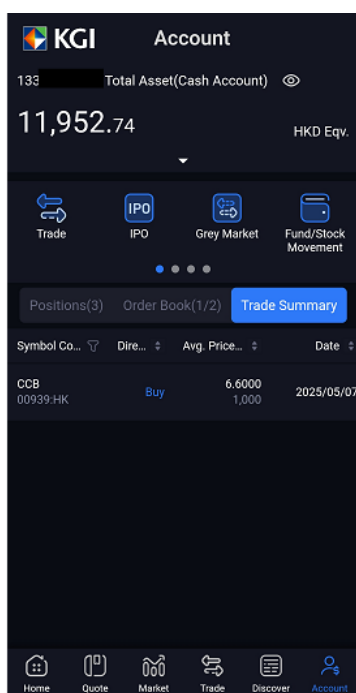 KGI Account
133 Total Asset(Cash Account)
11,952.74 HKD Eqv.
Trade IPO IPO Grey Market Fund/Stock
Movement
Positions(3) Order Book(1/2) Trade Summary
Symbol Co... Dire... Avg. Price... Date
CCB 6.6000
00939:HK Buy 1,000 2025/05/07
Home Quote Market Trade Discover Account